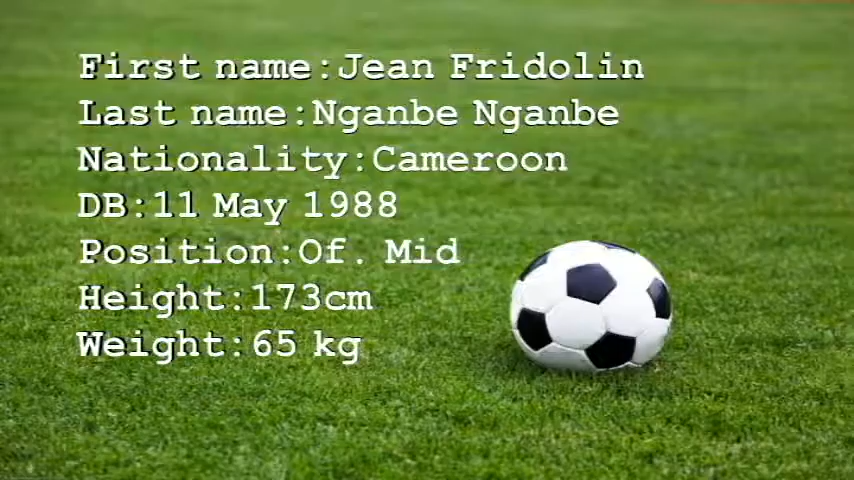 First name:Jean Fridolin
Last name:Nganbe Nganbe
Nationality:Cameroon
DB:11 May 1988
Position:Of. Mid
Height:173cm
Weight:65 kg